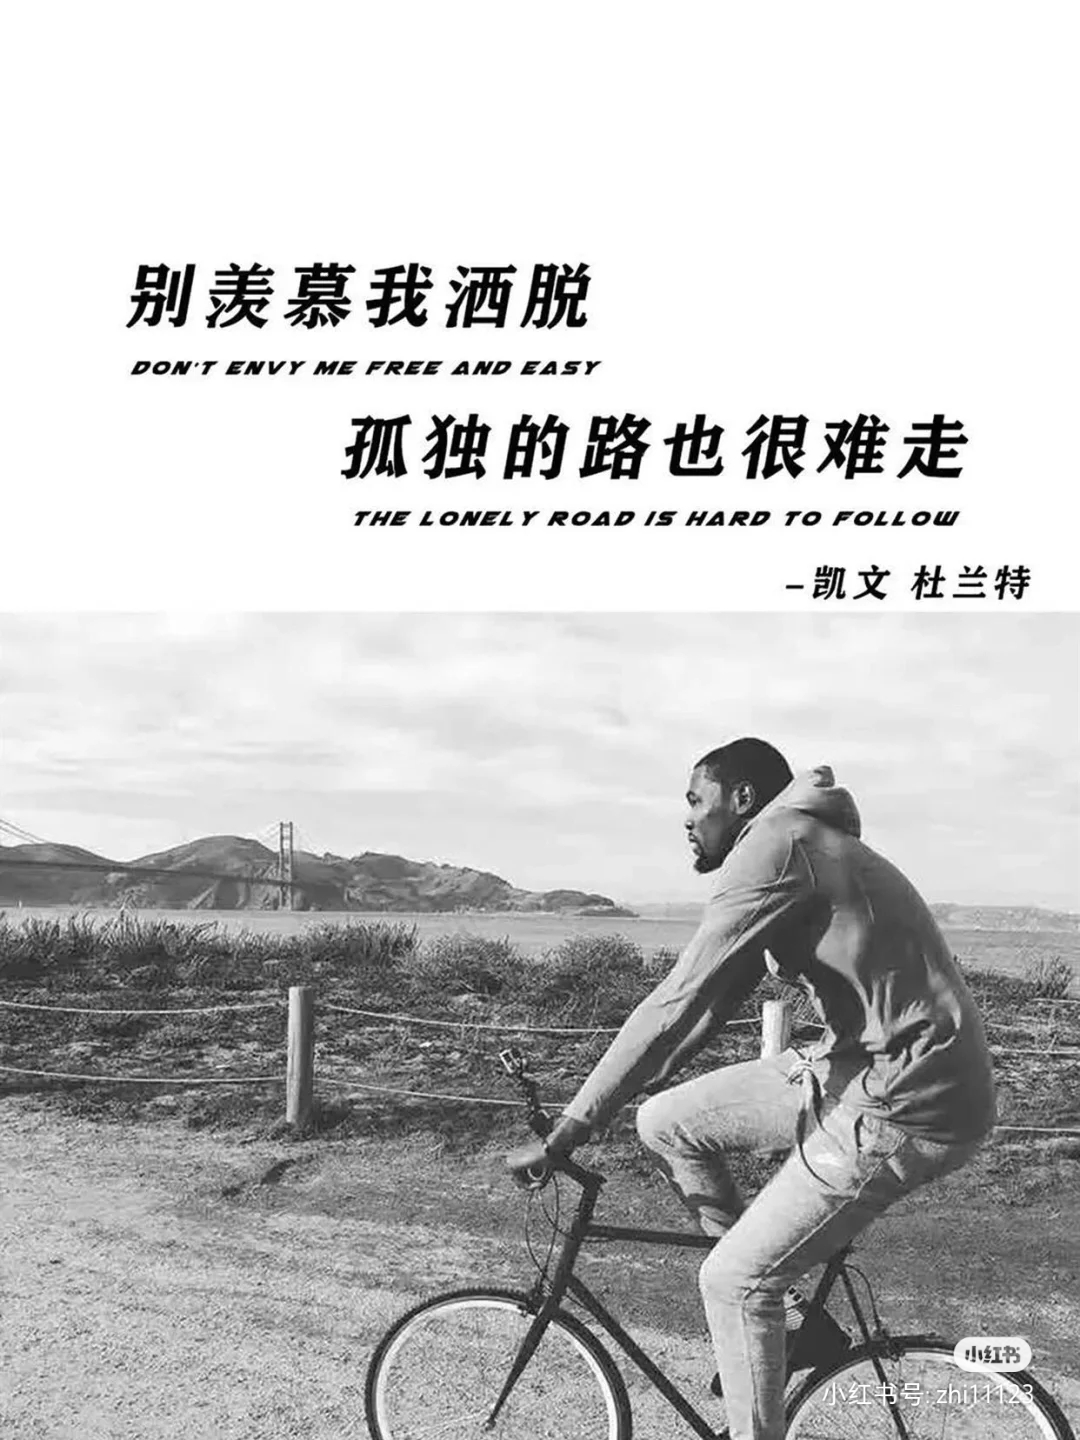 别羡慕我洒脱
DON'T ENVY ME FREE AND EASY
孤独的路也很难走
THE LONELY ROAD IS HARD TO FOLLOW
–凯文 杜兰特
小红书
小红书号: zhi11123